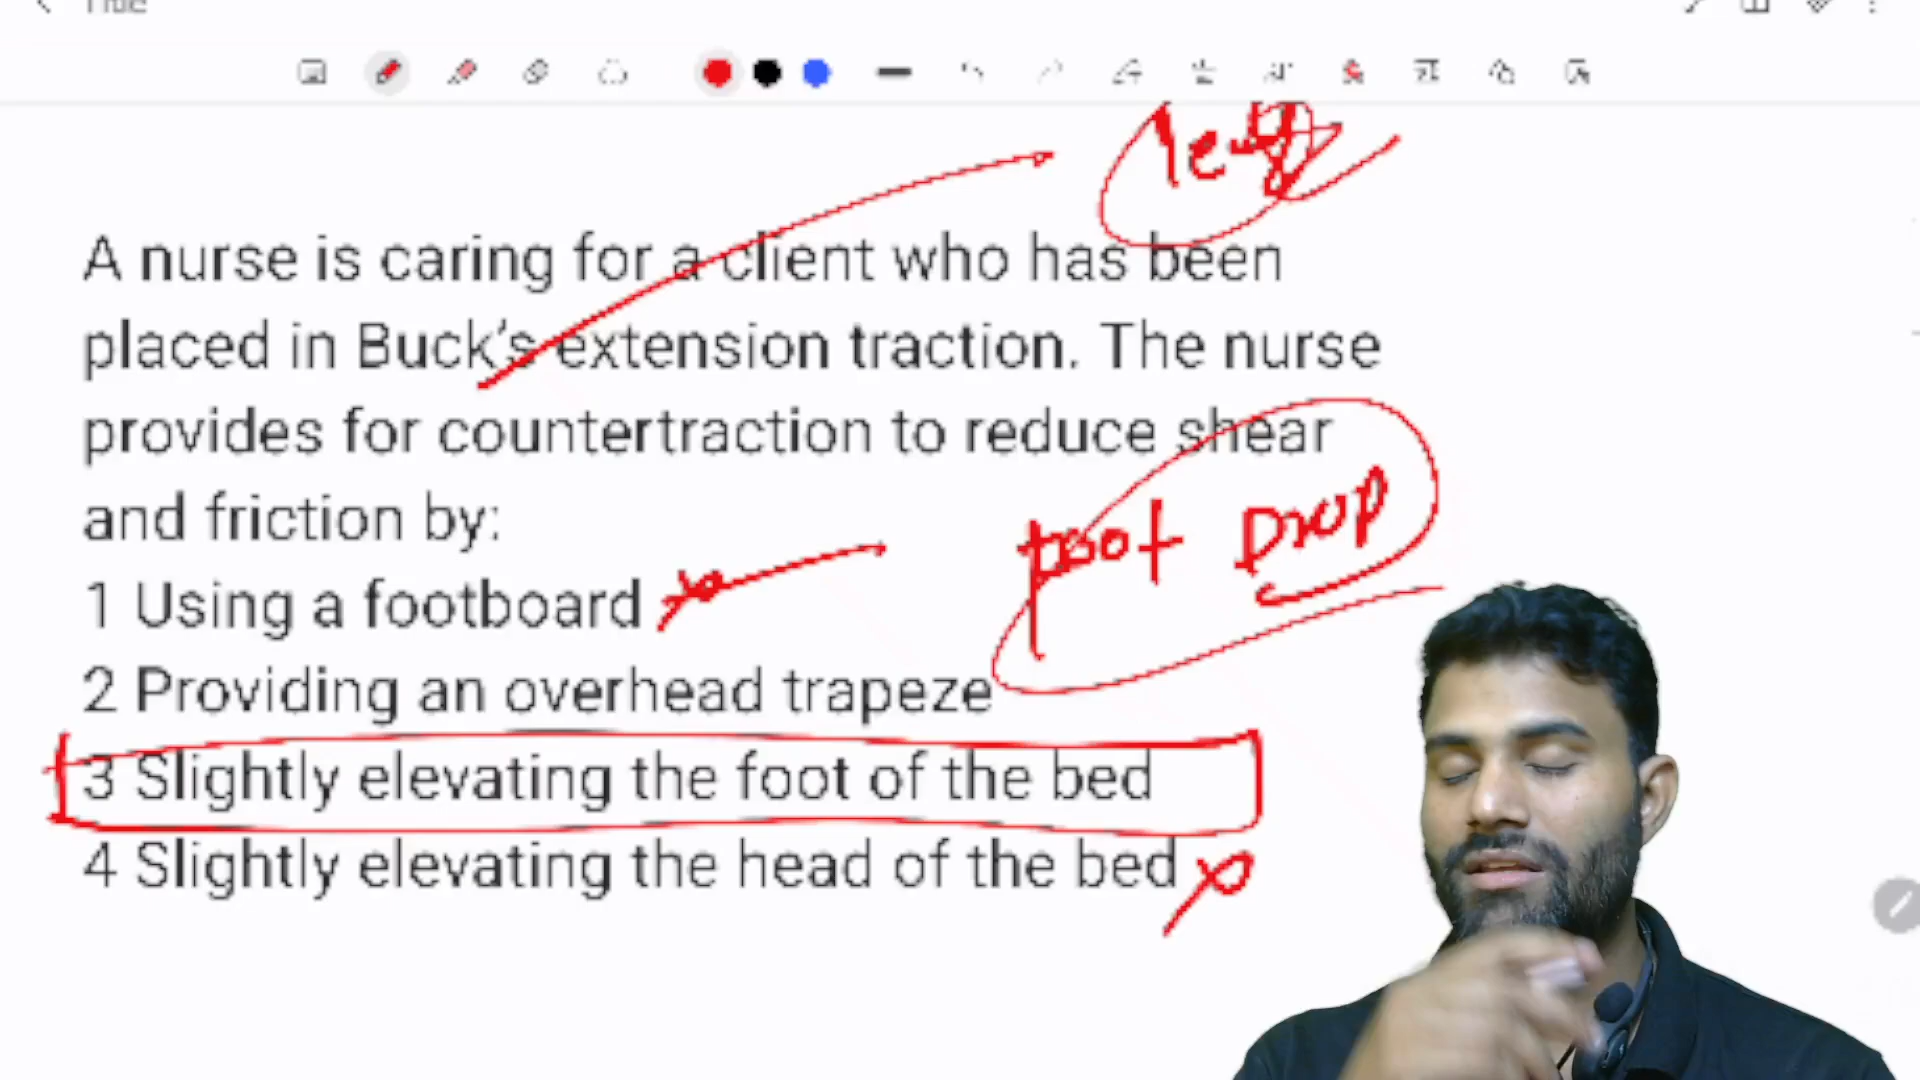 Title
A nurse is caring for a client who has been
placed in Buck's extension traction. The nurse
provides for countertraction to reduce shear
and friction by:
foot Drop
1 Using a footboard
2 Providing an overhead trapeze
3 Slightly elevating the foot of the bed
4 Slightly elevating the head of the bed